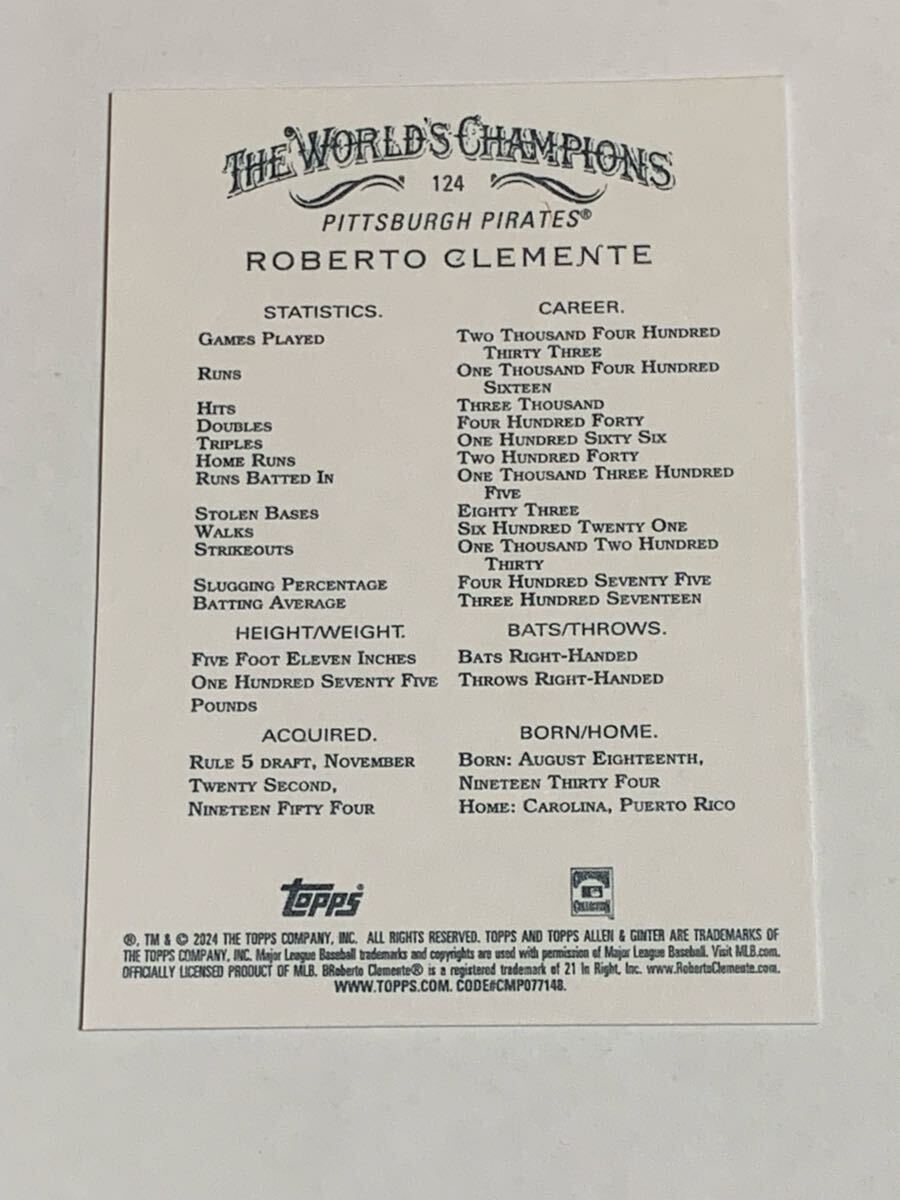 THE WORLD'S CHAMPIONS
124
PITTSBURGH PIRATES®
ROBERTO CLEMENTE
STATISTICS. CAREER.
GAMES PLAYED TWO THOUSAND FOUR HUNDRED
THIRTY THREE
RUNS ONE THOUSAND FOUR HUNDRED
SIXTEEN
HITS THREE THOUSAND
DOUBLES FOUR HUNDRED FORTY
TRIPLES ONE HUNDRED SIXTY SIX
HOME RUNS TWO HUNDRED FORTY
RUNS BATTED IN ONE THOUSAND THREE HUNDRED
FIVE
STOLEN BASES EIGHTY THREE
WALKS SIX HUNDRED TWENTY ONE
STRIKEOUTS ONE THOUSAND TWO HUNDRED
THIRTY
SLUGGING PERCENTAGE FOUR HUNDRED SEVENTY FIVE
BATTING AVERAGE THREE HUNDRED SEVENTEEN
HEIGHT/WEIGHT. BATS/THROWS.
FIVE FOOT ELEVEN INCHES BATS RIGHT-HANDED
ONE HUNDRED SEVENTY FIVE THROWS RIGHT-HANDED
POUNDS
ACQUIRED. BORN/HOME.
RULE 5 DRAFT, NOVEMBER BORN: AUGUST EIGHTEENTH,
TWENTY SECOND, NINETEEN THIRTY FOUR
NINETEEN FIFTY FOUR HOME: CAROLINA, PUERTO RICO
TOPPS COOPERSTOWN
COLLECTION
®, TM & © 2024 THE TOPPS COMPANY, INC. ALL RIGHTS RESERVED. TOPPS AND TOPPS ALLEN & GINTER ARE TRADEMARKS OF
THE TOPPS COMPANY, INC. Major League Baseball trademarks and copyrights are used with permission of Major League Baseball. Visit MLB.com.
OFFICIALLY LICENSED PRODUCT OF MLB. BRoberto Clemente® is a registered trademark of 21 In Right, Inc. www.RobertoClemente.com.
WWW.TOPPS.COM. CODE#CMP077148.